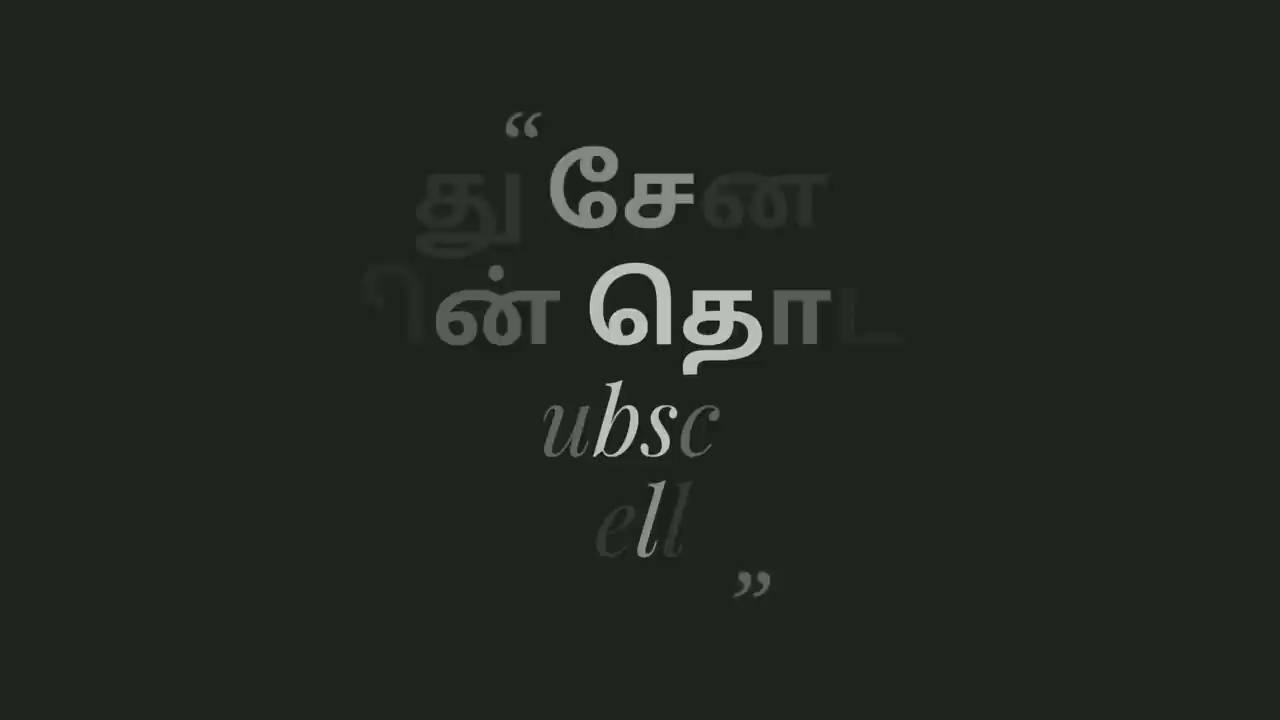 “
து சேன
ின் தொட
ubsc
ell
”